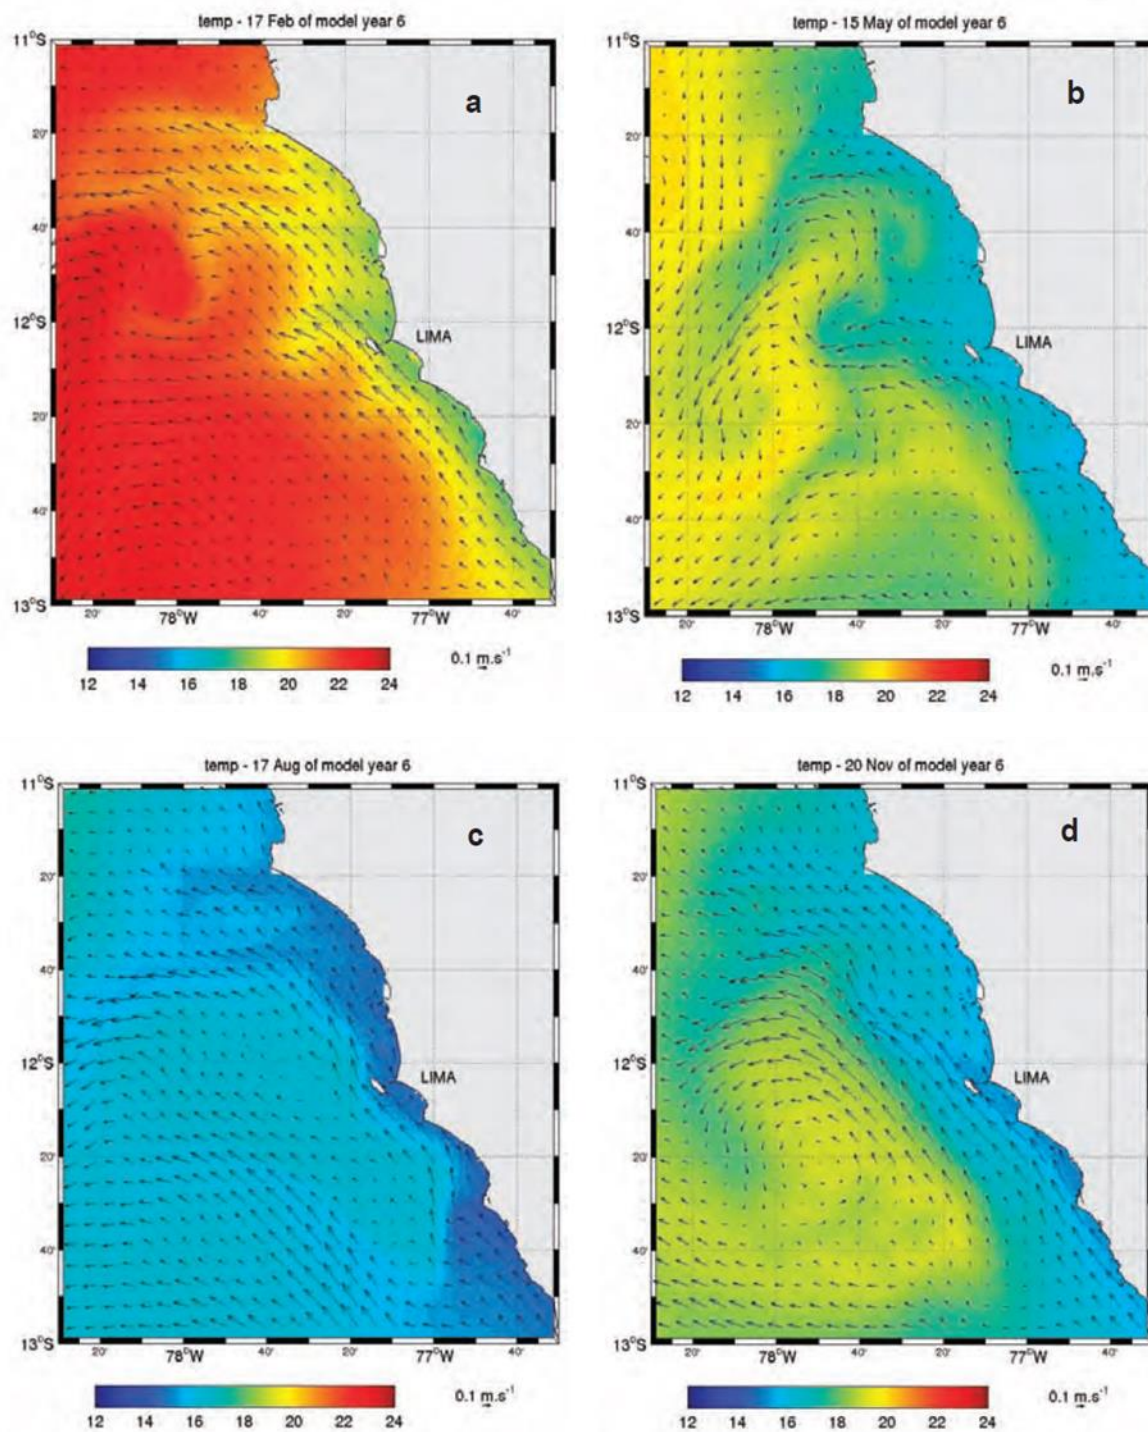 temp - 17 Feb of model year 6
11°S
a
20'
40'
12°S
LIMA
20'
40'
13°S
20' 78°W 40' 20' 77°W 40'
0.1 m.s⁻¹
12 14 16 18 20 22 24
temp - 15 May of model year 6
11°S
b
20'
40'
12°S
LIMA
20'
40'
13°S
20' 78°W 40' 20' 77°W
0.1 m.s⁻¹
12 14 16 18 20 22 24
temp - 17 Aug of model year 6
11°S
c
20'
40'
12°S
LIMA
20'
40'
13°S
20' 78°W 40' 20' 77°W 40'
0.1 m.s⁻¹
12 14 16 18 20 22 24
temp - 20 Nov of model year 6
11°S
d
20'
40'
12°S
LIMA
20'
40'
13°S
20' 78°W 40' 20' 77°W 40'
0.1 m.s⁻¹
12 14 16 18 20 22 24